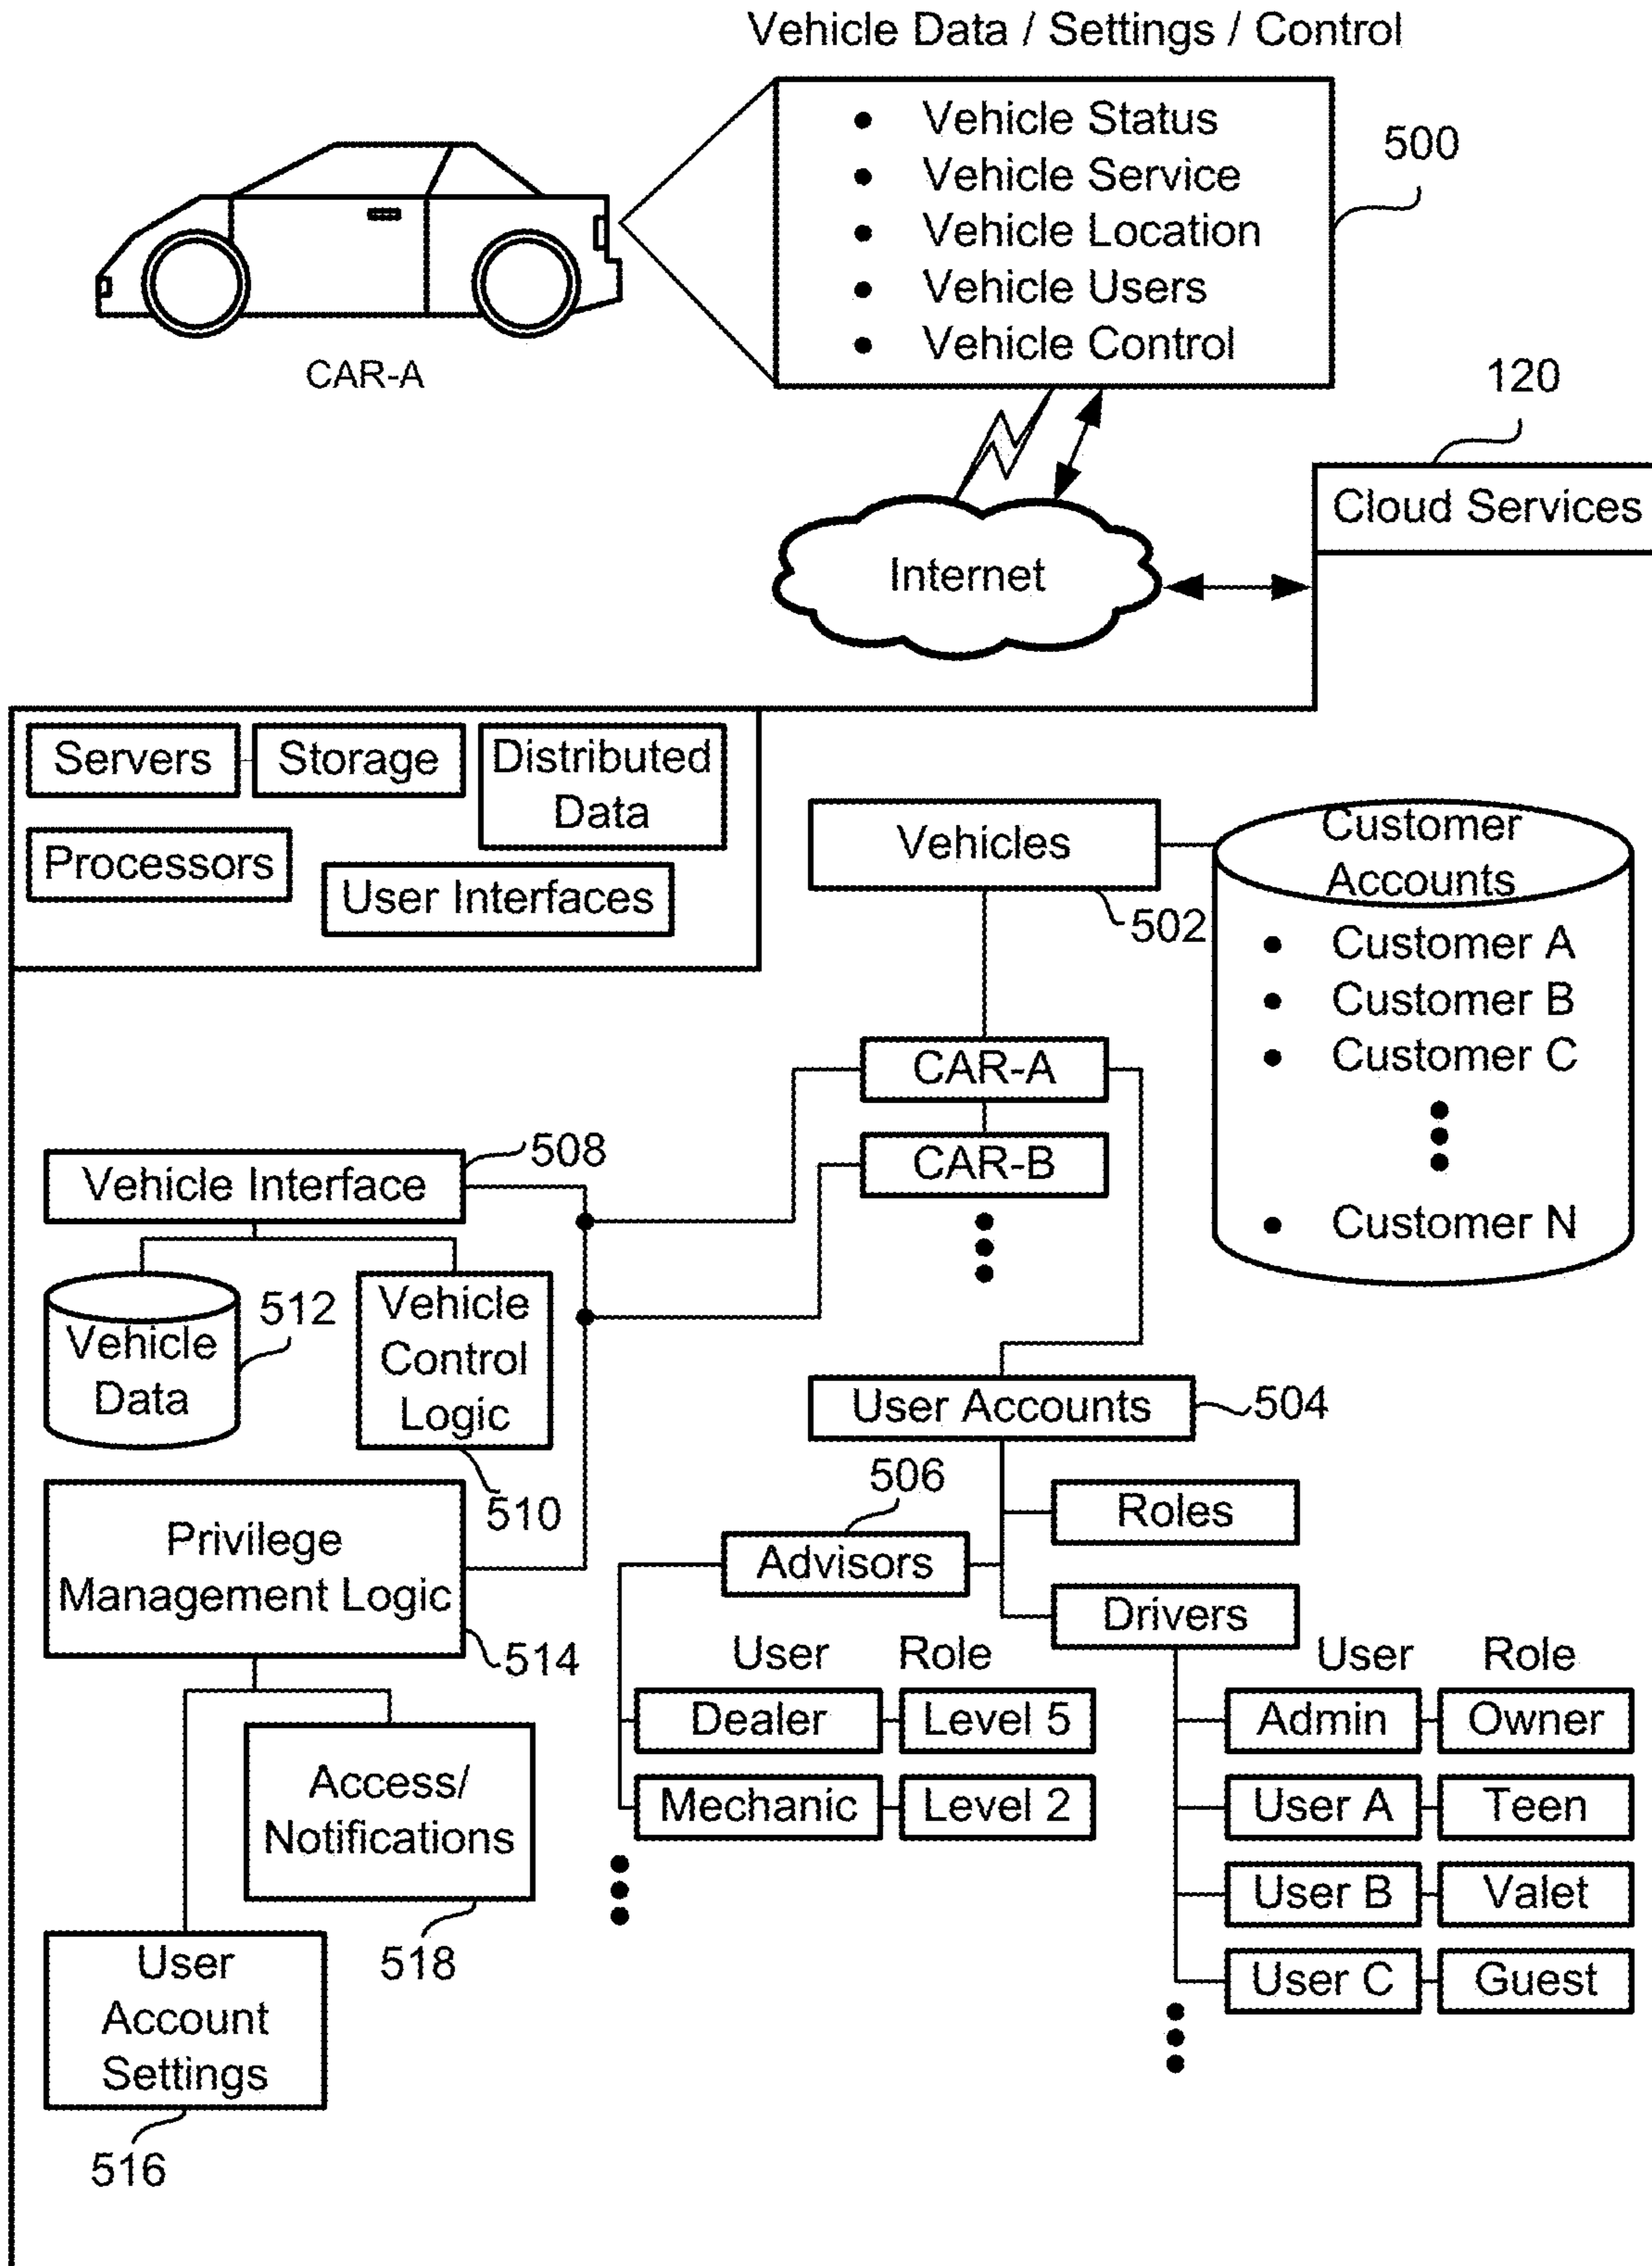 Vehicle Data / Settings / Control
• Vehicle Status
• Vehicle Service
• Vehicle Location
• Vehicle Users
• Vehicle Control
500
CAR-A
120
Cloud Services
Internet
Servers
Storage
Distributed
Data
Processors
User Interfaces
Vehicles
502
Customer
Accounts
• Customer A
• Customer B
• Customer C
• Customer N
CAR-A
CAR-B
Vehicle Interface
508
Vehicle
Data
512
Vehicle
Control
Logic
510
User Accounts
504
506
Advisors
Roles
Drivers
Privilege
Management Logic
514
User Role
Dealer Level 5
Mechanic Level 2
User Role
Admin Owner
User A Teen
User B Valet
User C Guest
Access/
Notifications
518
User
Account
Settings
516